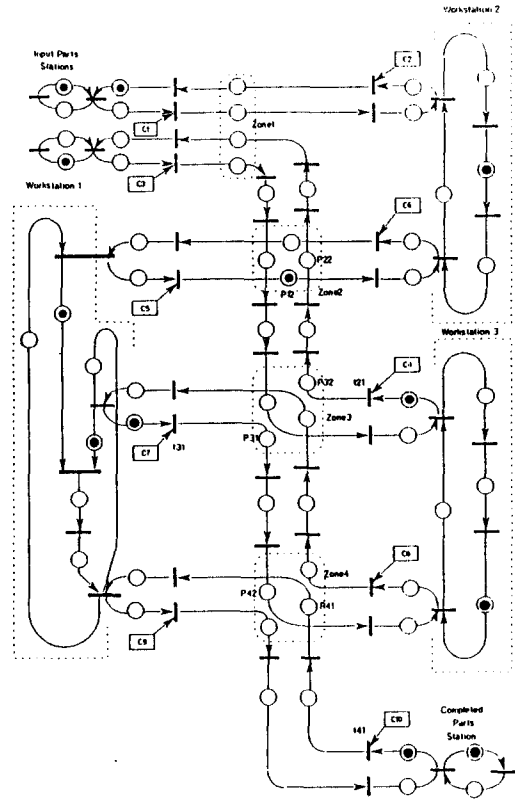 Workstation 2
Input Parts
Stations
C2
C1
Zone1
C3
Workstation 1
C6
P22
C5
P12
Zone2
Workstation 3
P32
t21
C4
Zone3
C7
t31
P31
Zone4
C8
P42
P41
C9
Completed
Parts
Station
t41
C10